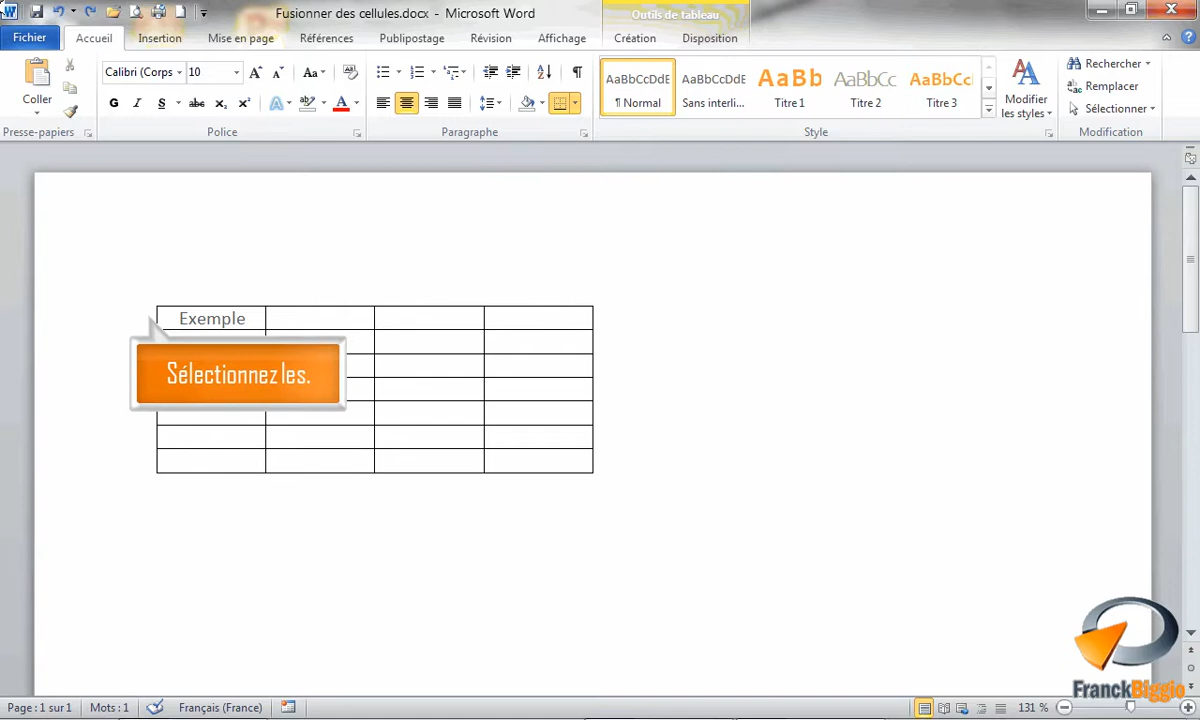 Fusionner des cellules.docx - Microsoft Word
Outils de tableau
Fichier Accueil Insertion Mise en page Références Publipostage Révision Affichage Création Disposition
Coller
Calibri (Corps 10
G I S abc x₂ x² A aby A
Aa
AaBbCcDdE AaBbCcDdE AaBb AaBbCc AaBbCc
¶ Normal Sans interli... Titre 1 Titre 2 Titre 3
Modifier les styles
Rechercher
Remplacer
Sélectionner
Presse-papiers Police Paragraphe Style Modification
Exemple
Sélectionnez les.
FranckBiggio
Page : 1 sur 1 Mots : 1 Français (France) 131 %